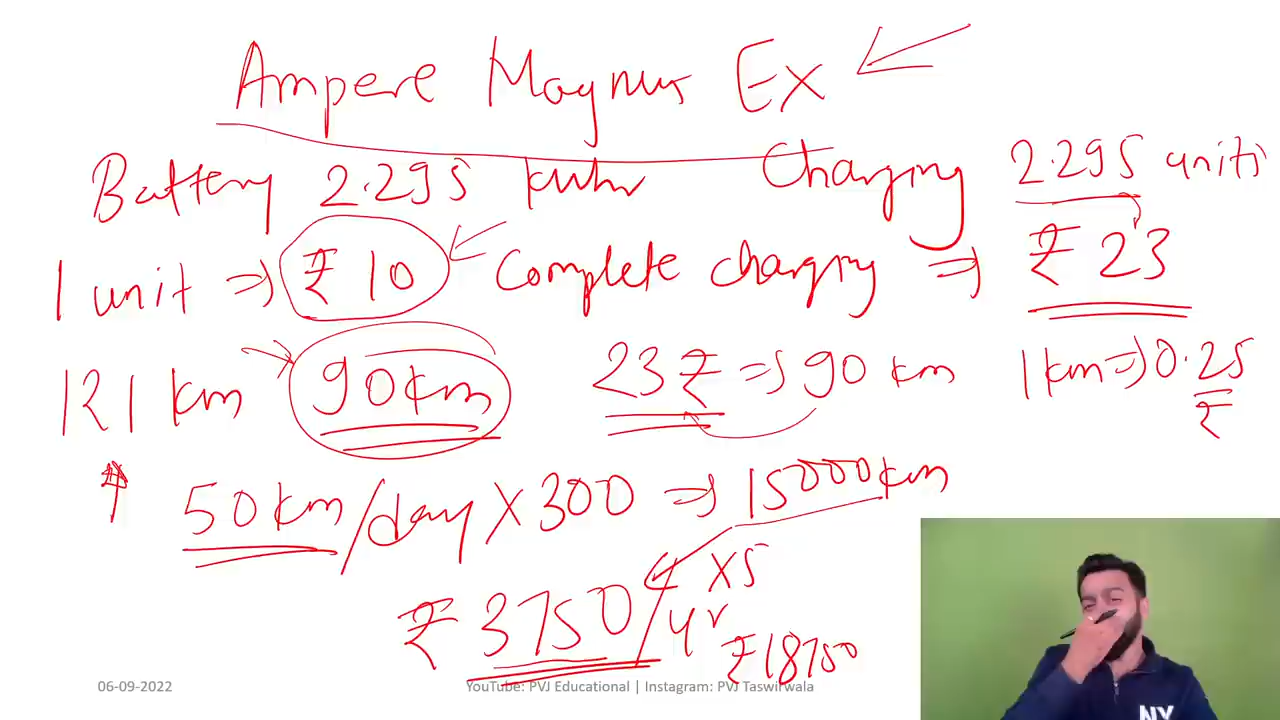 Ampere Magnus EX
Battery 2.295 kWhr Charging 2.295 units
1 unit ⇒ ₹ 10 Complete charging ⇒ ₹ 23
121 km 90 km 23 ₹ ⇒ 90 km 1 km ⇒ 0.25 ₹
50 km/day × 300 ⇒ 15000 km
×5
₹ 3750/yr
₹18750
06-09-2022 YouTube: PVJ Educational | Instagram: PVJ Taswirwala
NY